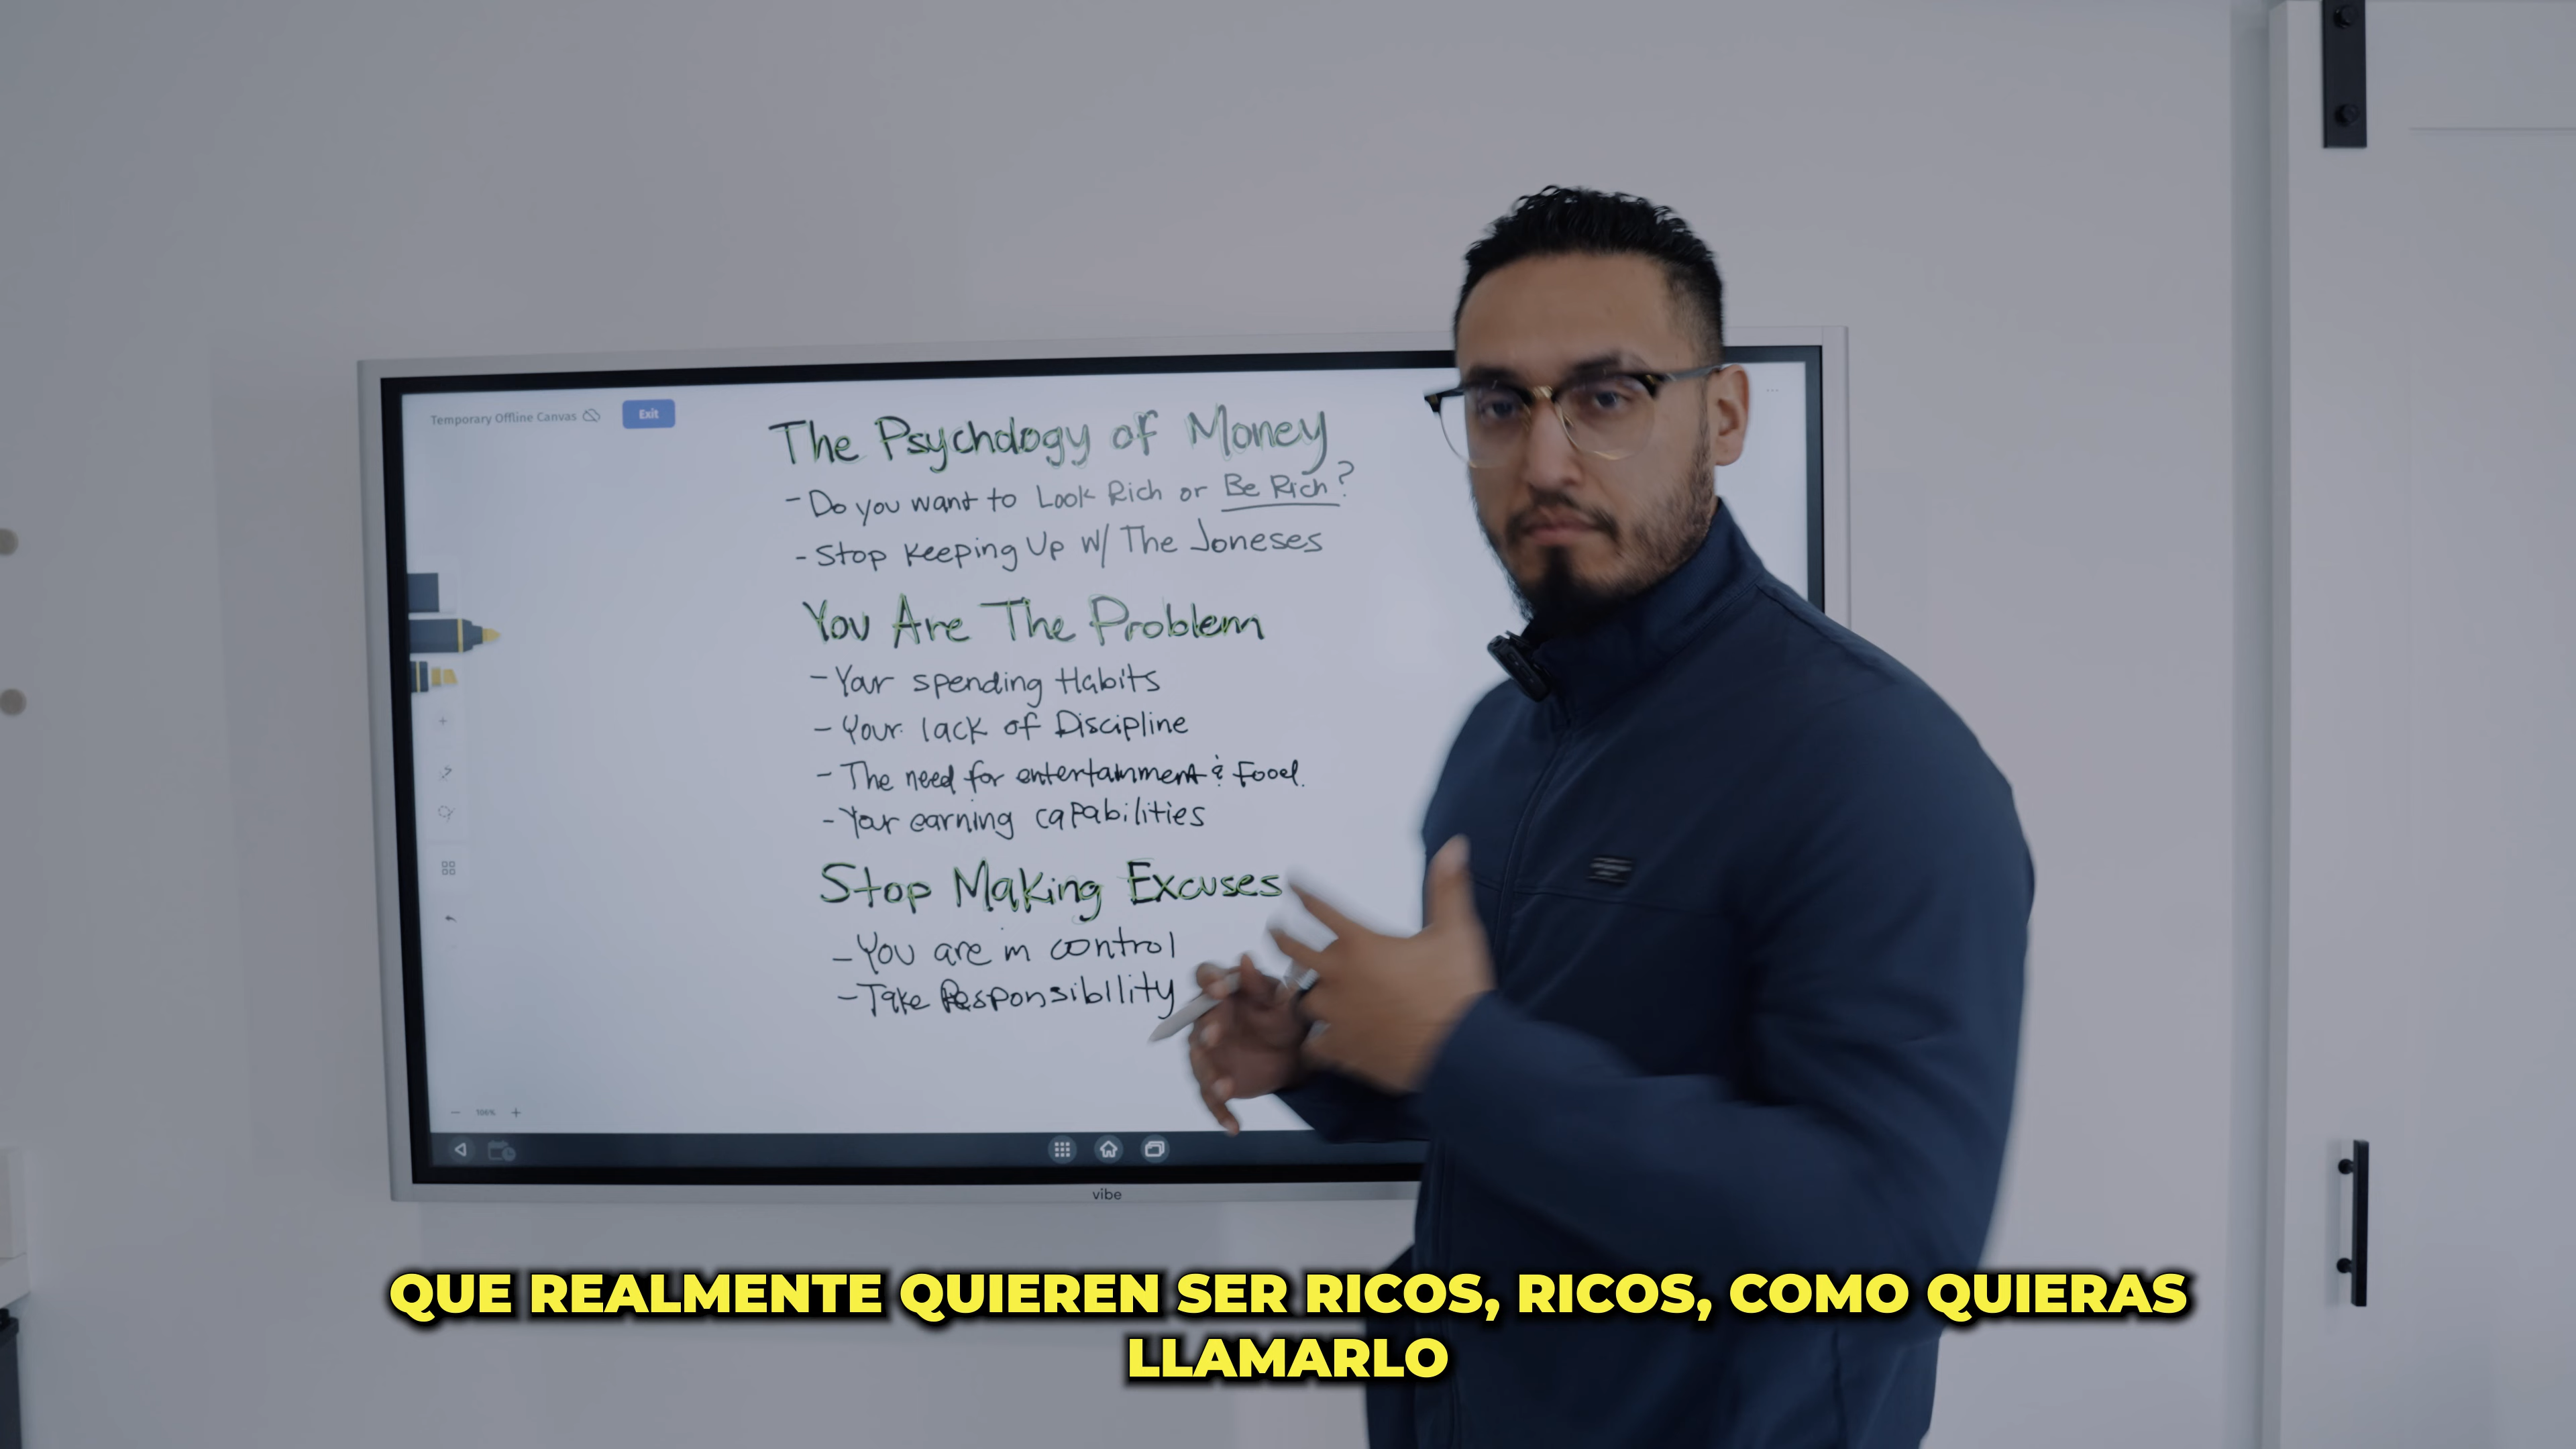 Temporary Offline Canvas
Exit
The Psychology of Money
- Do you want to Look Rich or Be Rich?
- Stop Keeping Up W/ The Joneses
You Are The Problem
- Your spending Habits
- Your lack of Discipline
- The need for entertainment & Food.
- Your earning capabilities
Stop Making Excuses
- You are in control
- Take Responsibility
106%
vibe
QUE REALMENTE QUIEREN SER RICOS, RICOS, COMO QUIERAS
LLAMARLO